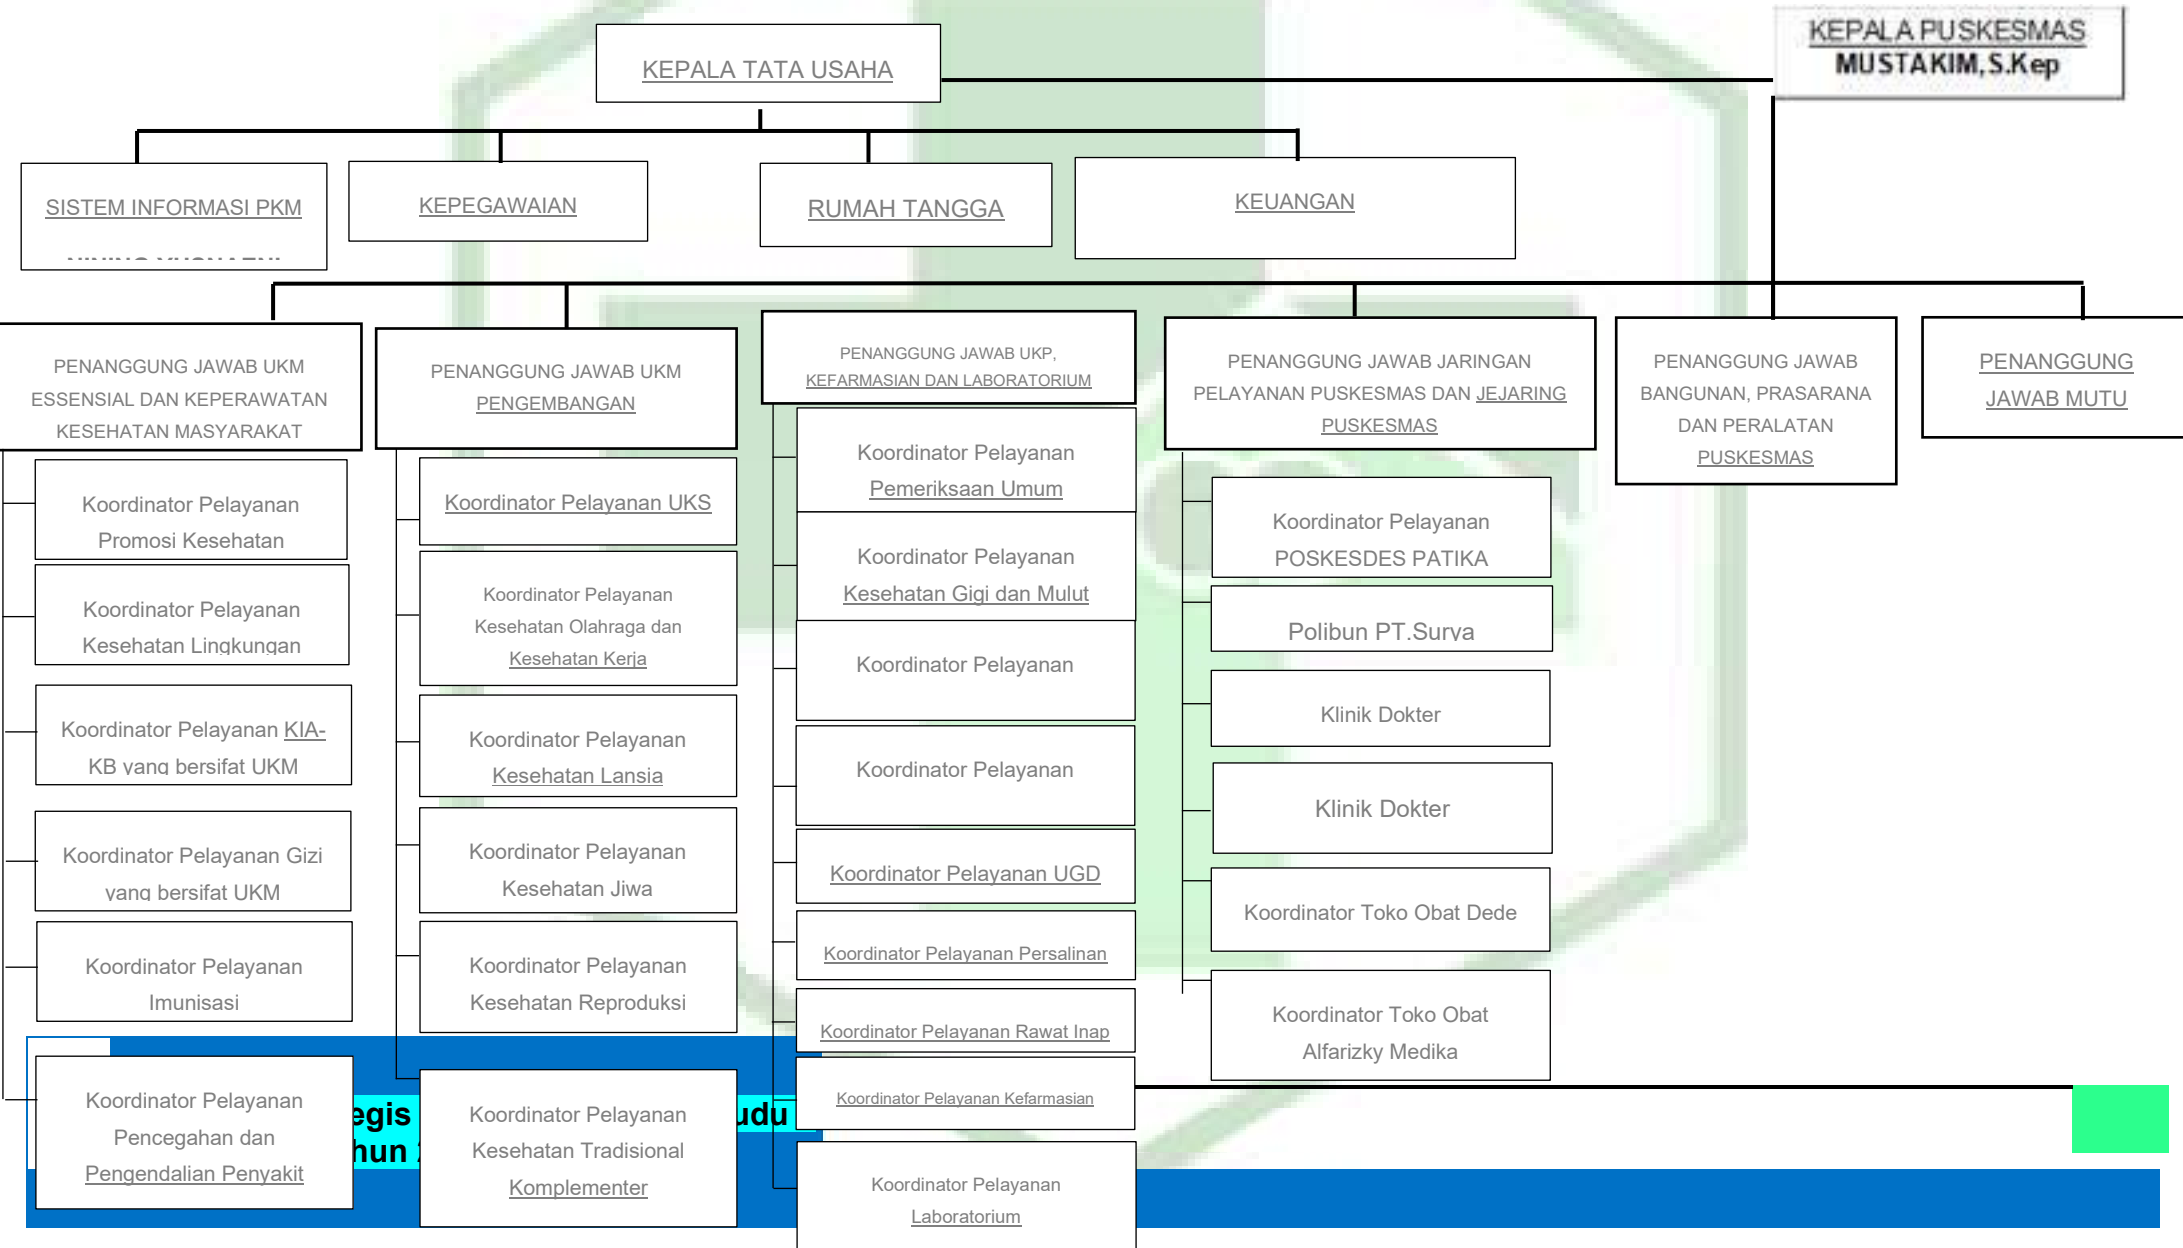 KEPALA PUSKESMAS
MUSTAKIM,S.Kep
KEPALA TATA USAHA
SISTEM INFORMASI PKM
KEPEGAWAIAN
RUMAH TANGGA
KEUANGAN
PENANGGUNG JAWAB UKM
ESSENSIAL DAN KEPERAWATAN
KESEHATAN MASYARAKAT
Koordinator Pelayanan
Promosi Kesehatan
Koordinator Pelayanan
Kesehatan Lingkungan
Koordinator Pelayanan KIA-
KB yang bersifat UKM
Koordinator Pelayanan Gizi
yang bersifat UKM
Koordinator Pelayanan
Imunisasi
Koordinator Pelayanan
Pencegahan dan
Pengendalian Penyakit
PENANGGUNG JAWAB UKM
PENGEMBANGAN
Koordinator Pelayanan UKS
Koordinator Pelayanan
Kesehatan Olahraga dan
Kesehatan Kerja
Koordinator Pelayanan
Kesehatan Lansia
Koordinator Pelayanan
Kesehatan Jiwa
Koordinator Pelayanan
Kesehatan Reproduksi
Koordinator Pelayanan
Kesehatan Tradisional
Komplementer
PENANGGUNG JAWAB UKP,
KEFARMASIAN DAN LABORATORIUM
Koordinator Pelayanan
Pemeriksaan Umum
Koordinator Pelayanan
Kesehatan Gigi dan Mulut
Koordinator Pelayanan
Koordinator Pelayanan
Koordinator Pelayanan UGD
Koordinator Pelayanan Persalinan
Koordinator Pelayanan Rawat Inap
Koordinator Pelayanan Kefarmasian
Koordinator Pelayanan
Laboratorium
PENANGGUNG JAWAB JARINGAN
PELAYANAN PUSKESMAS DAN JEJARING
PUSKESMAS
Koordinator Pelayanan
POSKESDES PATIKA
Polibun PT.Surya
Klinik Dokter
Klinik Dokter
Koordinator Toko Obat Dede
Koordinator Toko Obat
Alfarizky Medika
PENANGGUNG JAWAB
BANGUNAN, PRASARANA
DAN PERALATAN
PUSKESMAS
PENANGGUNG
JAWAB MUTU
egis udu
hun